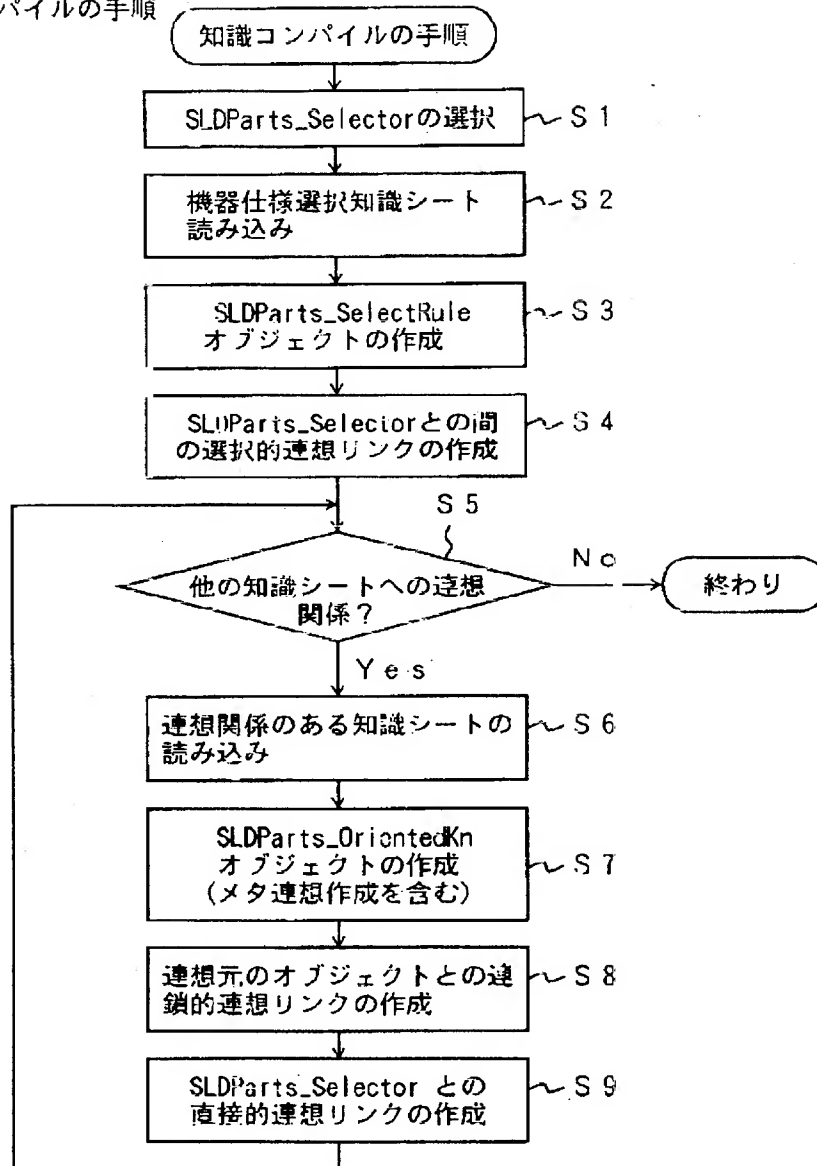 パイルの手順
知識コンパイルの手順
SLDParts_Selectorの選択
S1
機器仕様選択知識シート
読み込み
S2
SLDParts_SelectRule
オブジェクトの作成
S3
SLDParts_Selectorとの間
の選択的連想リンクの作成
S4
S5
他の知識シートへの連想
関係？
No
終わり
Yes
連想関係のある知識シートの
読み込み
S6
SLDParts_OrientedKn
オブジェクトの作成
(メタ連想作成を含む)
S7
連想元のオブジェクトとの連
鎖的連想リンクの作成
S8
SLDParts_Selector との
直接的連想リンクの作成
S9